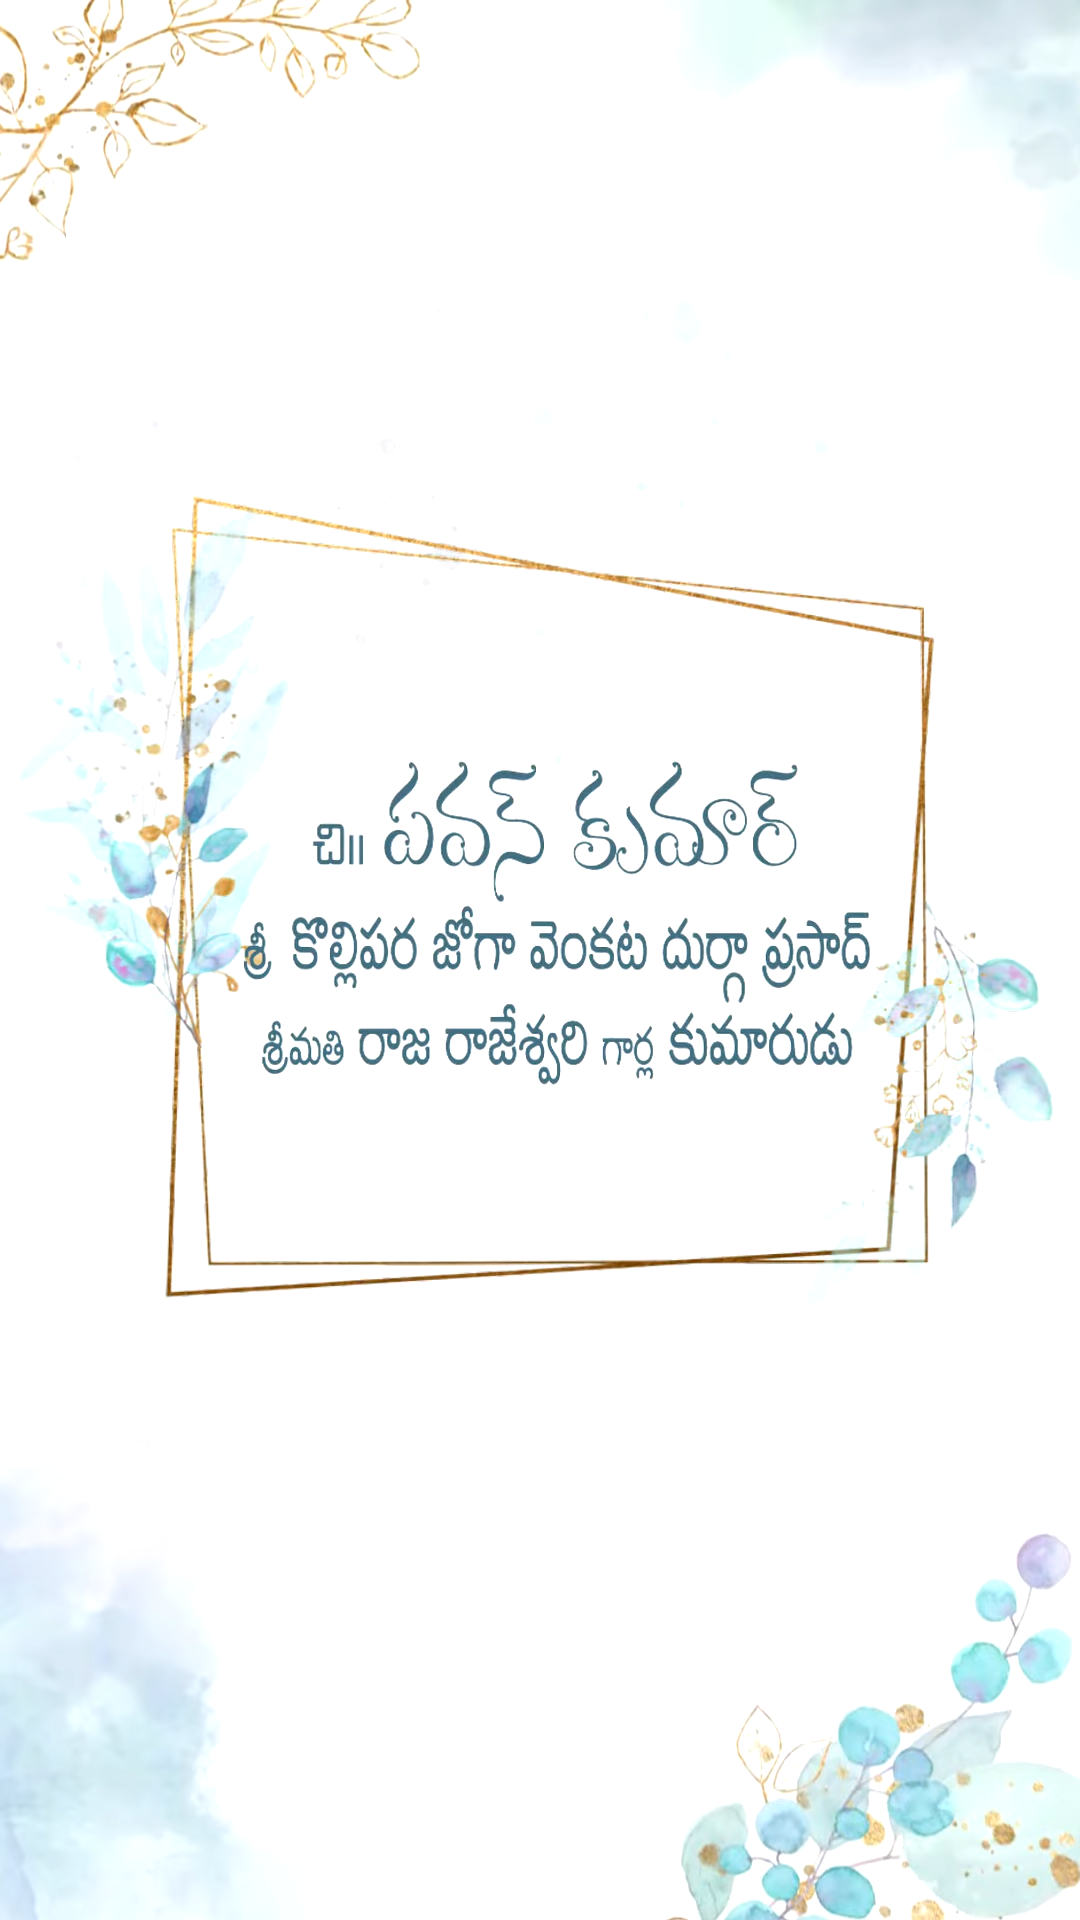 చి॥ పవన్ కుమార్
శ్రీ కొల్లిపర జోగా వెంకట దుర్గా ప్రసాద్
శ్రీమతి రాజ రాజేశ్వరి గార్ల కుమారుడు